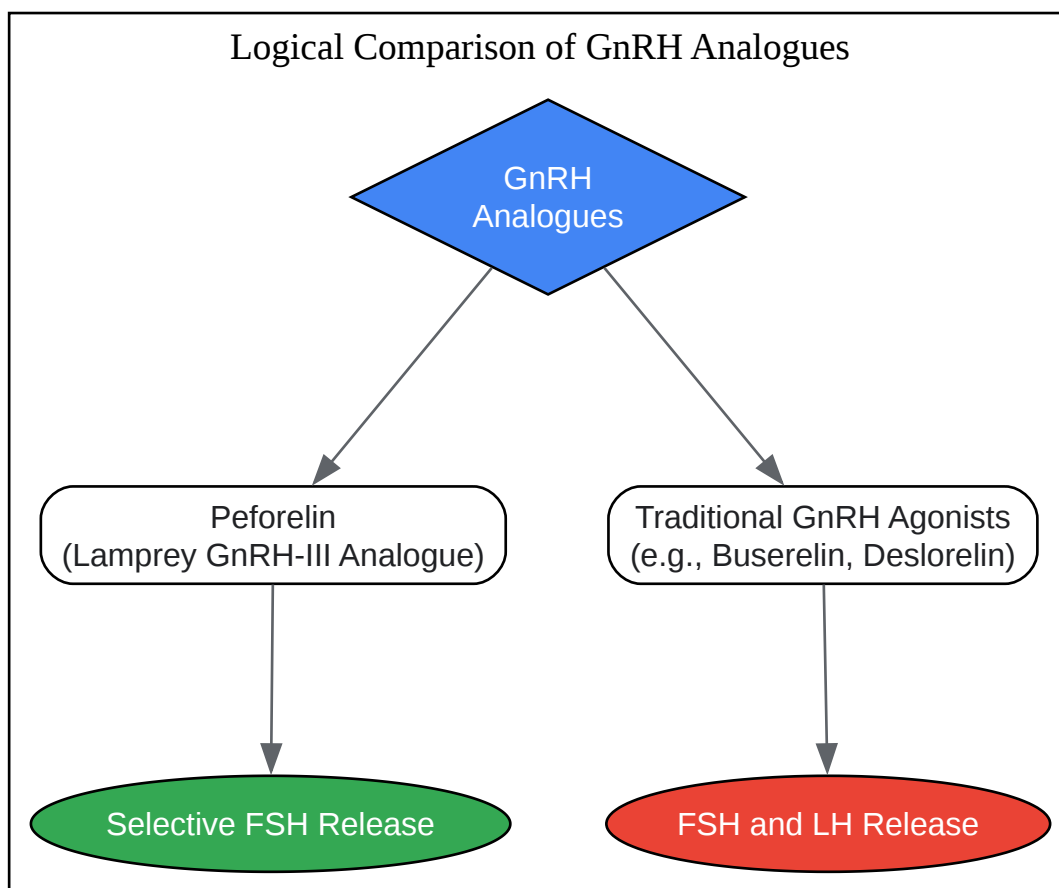 Logical Comparison of GnRH Analogues
GnRH
Analogues
Peforelin
(Lamprey GnRH-III Analogue)
Traditional GnRH Agonists
(e.g., Buserelin, Deslorelin)
Selective FSH Release
FSH and LH Release